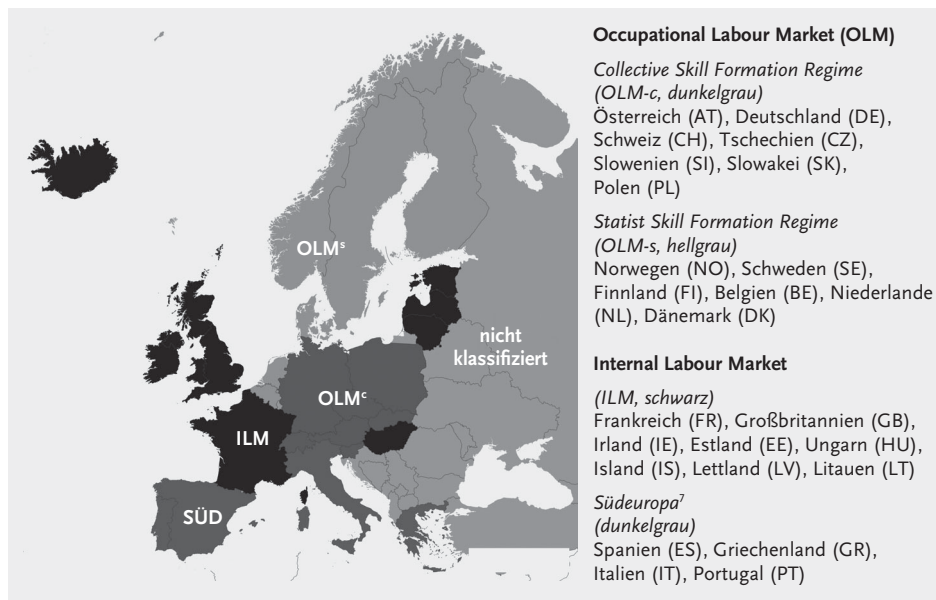 OLMˢ
nicht
klassifiziert
OLMᶜ
ILM
SÜD
Occupational Labour Market (OLM)
Collective Skill Formation Regime
(OLM-c, dunkelgrau)
Österreich (AT), Deutschland (DE),
Schweiz (CH), Tschechien (CZ),
Slowenien (SI), Slowakei (SK),
Polen (PL)
Statist Skill Formation Regime
(OLM-s, hellgrau)
Norwegen (NO), Schweden (SE),
Finnland (FI), Belgien (BE), Niederlande
(NL), Dänemark (DK)
Internal Labour Market
(ILM, schwarz)
Frankreich (FR), Großbritannien (GB),
Irland (IE), Estland (EE), Ungarn (HU),
Island (IS), Lettland (LV), Litauen (LT)
Südeuropa⁷
(dunkelgrau)
Spanien (ES), Griechenland (GR),
Italien (IT), Portugal (PT)